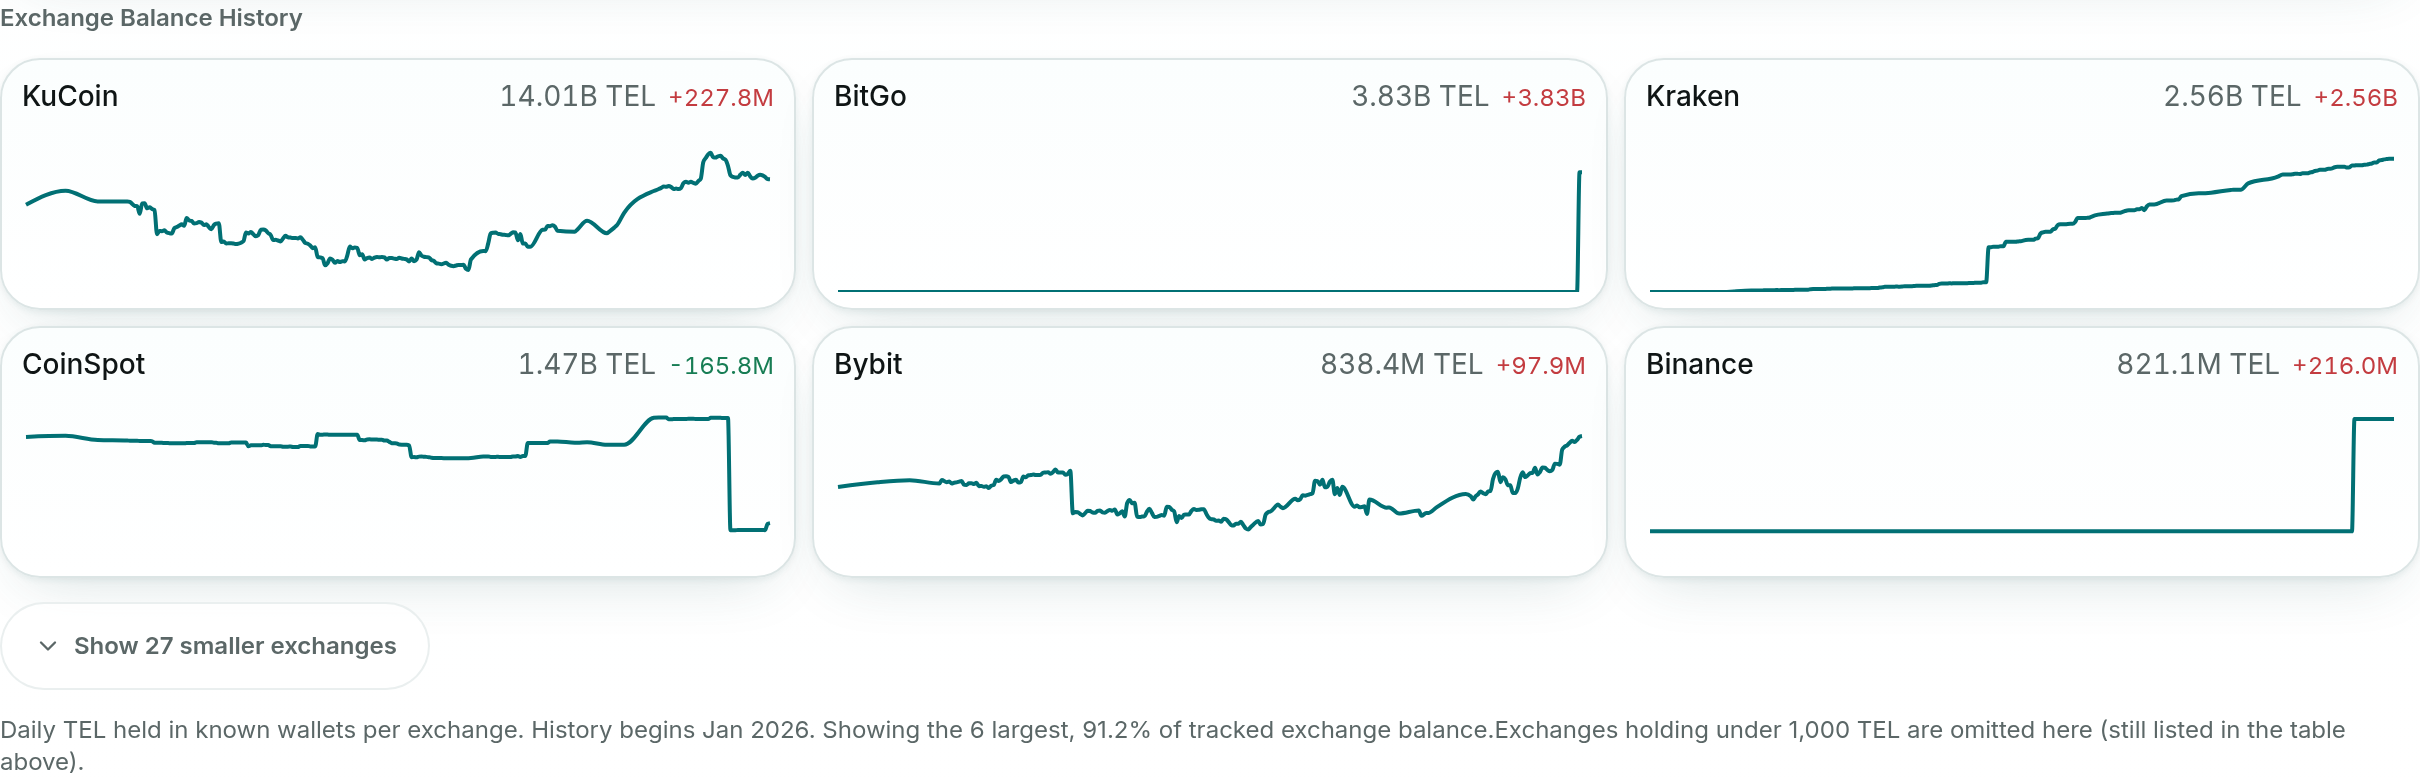 Exchange Balance History
KuCoin 14.01B TEL +227.8M
BitGo 3.83B TEL +3.83B
Kraken 2.56B TEL +2.56B
CoinSpot 1.47B TEL -165.8M
Bybit 838.4M TEL +97.9M
Binance 821.1M TEL +216.0M
Show 27 smaller exchanges
Daily TEL held in known wallets per exchange. History begins Jan 2026. Showing the 6 largest, 91.2% of tracked exchange balance.Exchanges holding under 1,000 TEL are omitted here (still listed in the table
above).